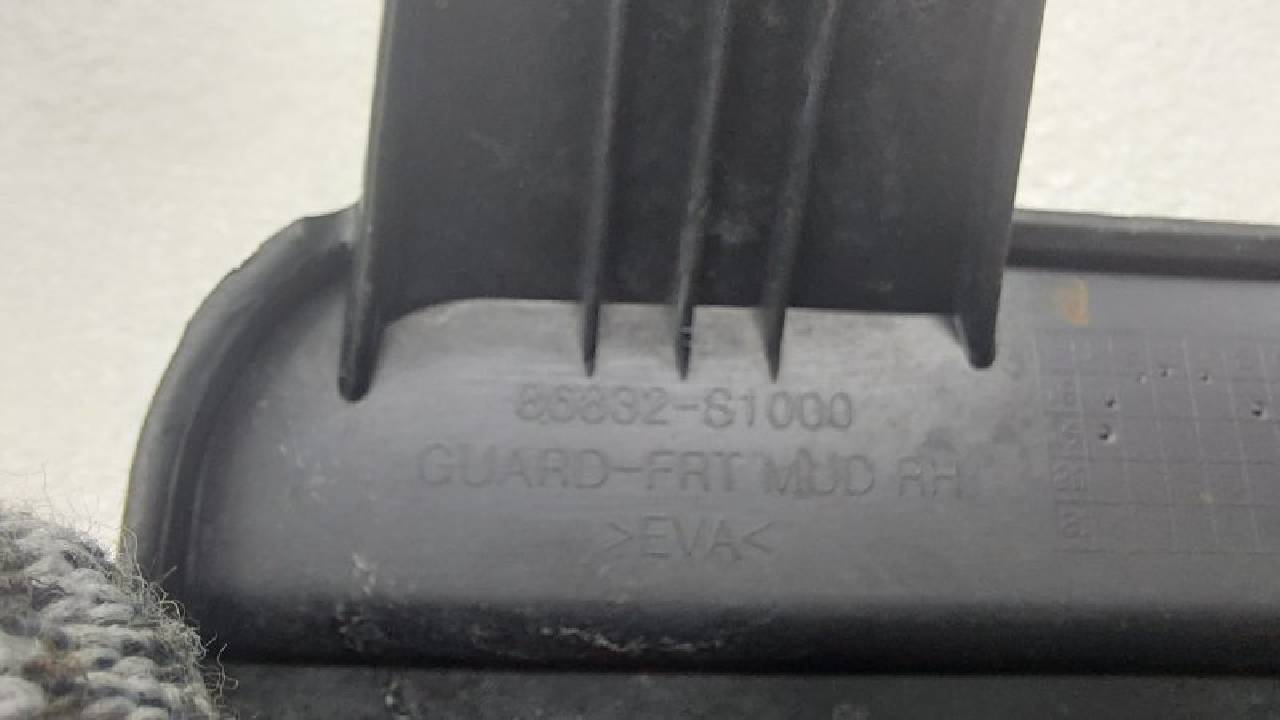 86832-S1000
GUARD-FRT MUD RH
>EVA<